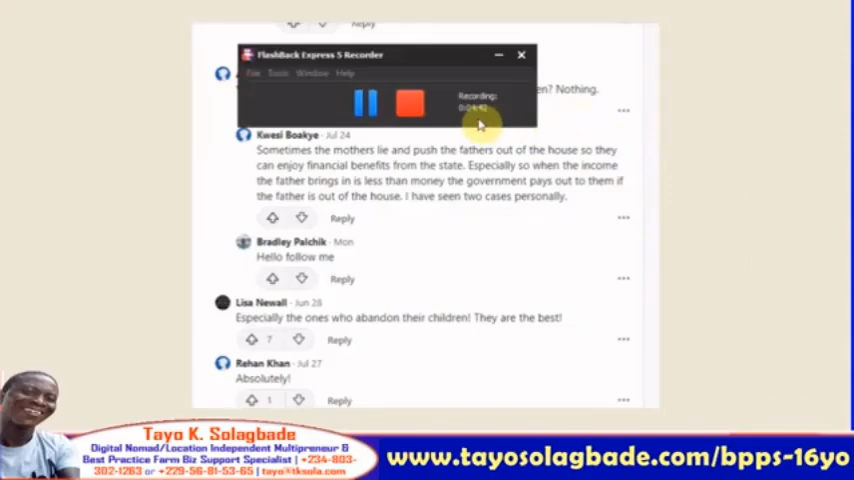 Reply
FlashBack Express 5 Recorder
File Tools Window Help
en? Nothing.
Recording:
Kwesi Boakye · Jul 24
Sometimes the mothers lie and push the fathers out of the house so they
can enjoy financial benefits from the state. Especially so when the income
the father brings in is less than money the government pays out to them if
the father is out of the house. I have seen two cases personally.
Reply
Bradley Palchik · Mon
Hello follow me
Reply
Lisa Newall · Jun 28
Especially the ones who abandon their children! They are the best!
7 Reply
Rehan Khan · Jul 27
Absolutely!
1 Reply
Tayo K. Solagbade
Digital Nomad/Location Independent Multipreneur &
Best Practice Farm Biz Support Specialist | +234-803-
302-1263 or +229-56-81-53-65 | tayo@tksola.com
www.tayosolagbade.com/bpps-16yo